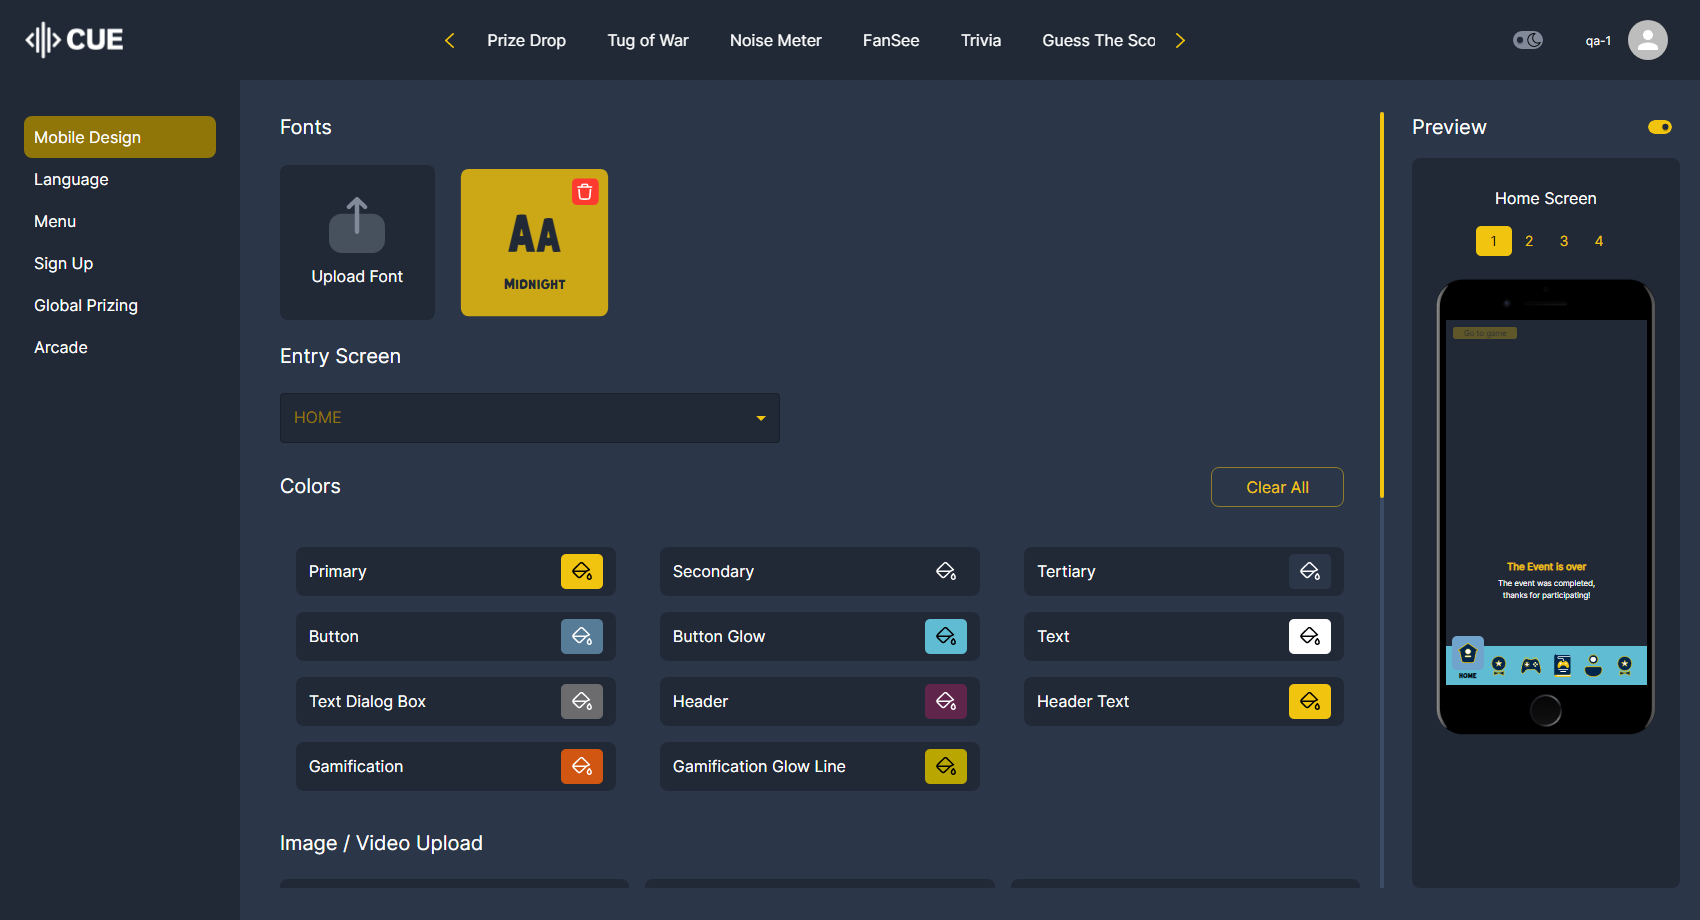 CUE
Prize Drop
Tug of War
Noise Meter
FanSee
Trivia
Guess The Sco
qa-1
Mobile Design
Language
Menu
Sign Up
Global Prizing
Arcade
Fonts
Upload Font
AA
MIDNIGHT
Entry Screen
HOME
Colors
Clear All
Primary
Secondary
Tertiary
Button
Button Glow
Text
Text Dialog Box
Header
Header Text
Gamification
Gamification Glow Line
Image / Video Upload
Preview
Home Screen
1 2 3 4
Go to game
The Event is over
The event was completed,
thanks for participating!
HOME